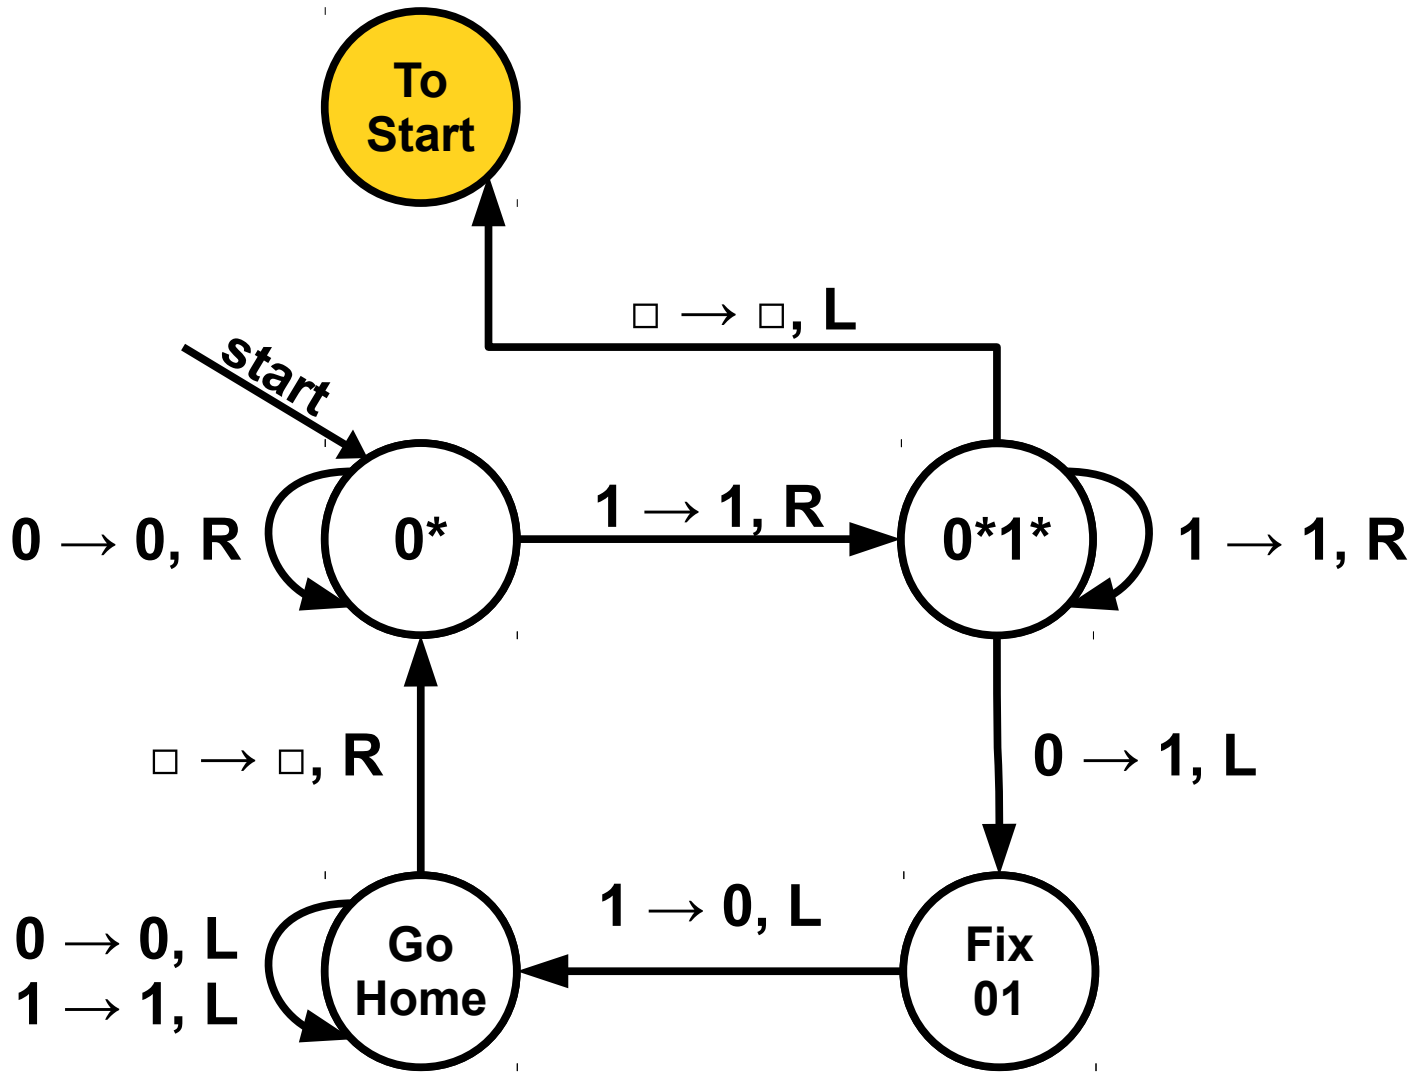 To
Start
□ → □, L
start
0 → 0, R
0*
1 → 1, R
0*1*
1 → 1, R
□ → □, R
0 → 1, L
0 → 0, L
1 → 1, L
Go
Home
1 → 0, L
Fix
01